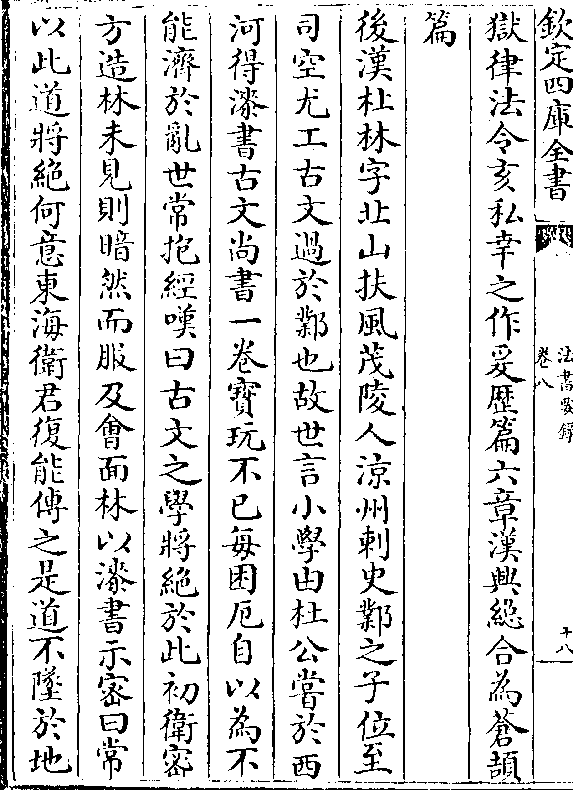 欽定四庫全書
法書要録
卷八
十八
獄律法令亥私幸之作爰歷篇六章漢興總合為蒼頡
篇
後漢杜林字北山扶風茂陵人涼州刺史鄴之子位至
司空尤工古文過於鄴也故世言小學由杜公嘗於西
河得漆書古文尚書一卷寶玩不已每困厄自以為不
能濟於亂世常抱經嘆曰古文之學將絕於此初衛密
方造林未見則暗然而服及會面林以漆書示密曰常
以此道將絕何意東海衛君復能傳之是道不墜於地